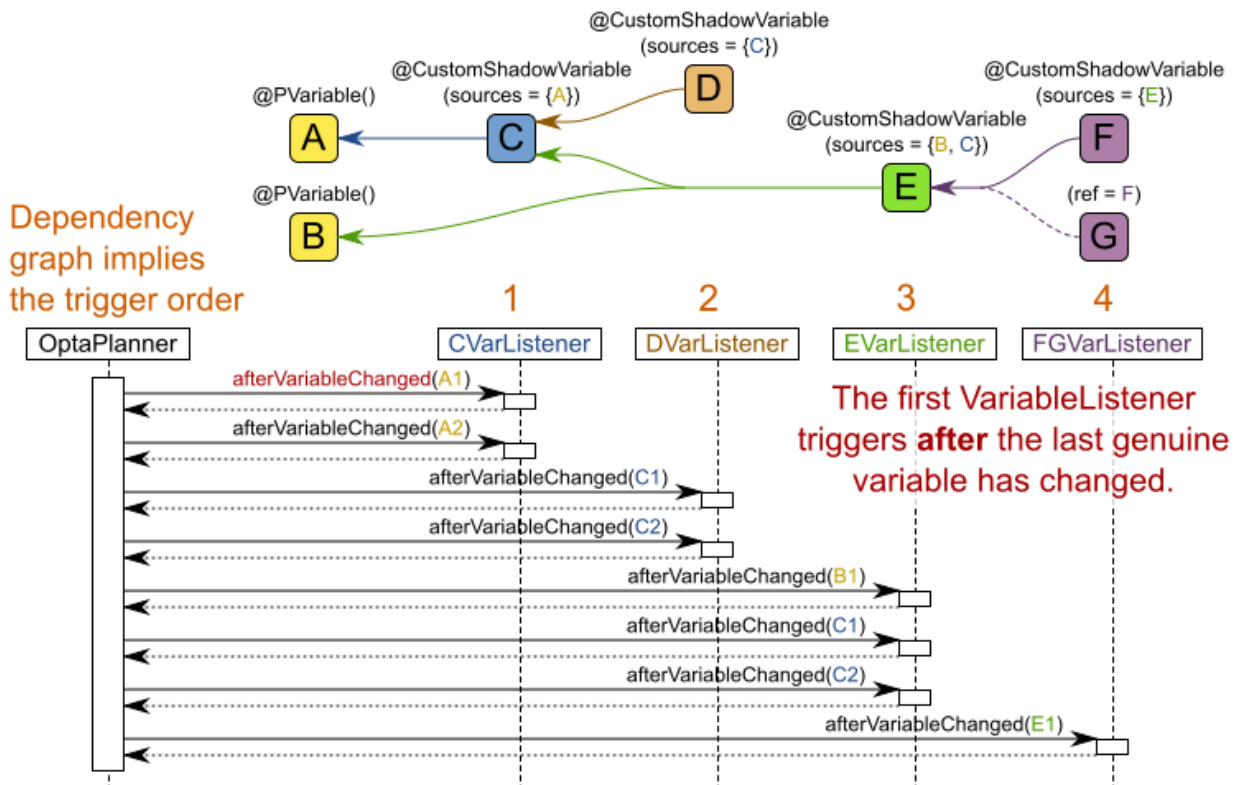 @CustomShadowVariable
(sources = {C})
D
@CustomShadowVariable
(sources = {A})
@CustomShadowVariable
(sources = {E})
@PVariable()
A
C
@CustomShadowVariable
(sources = {B, C})
F
E
@PVariable()
B
(ref = F)
G
Dependency
graph implies
the trigger order
1
2
3
4
OptaPlanner
CVarListener
DVarListener
EVarListener
FGVarListener
afterVariableChanged(A1)
The first VariableListener
triggers after the last genuine
variable has changed.
afterVariableChanged(A2)
afterVariableChanged(C1)
afterVariableChanged(C2)
afterVariableChanged(B1)
afterVariableChanged(C1)
afterVariableChanged(C2)
afterVariableChanged(E1)